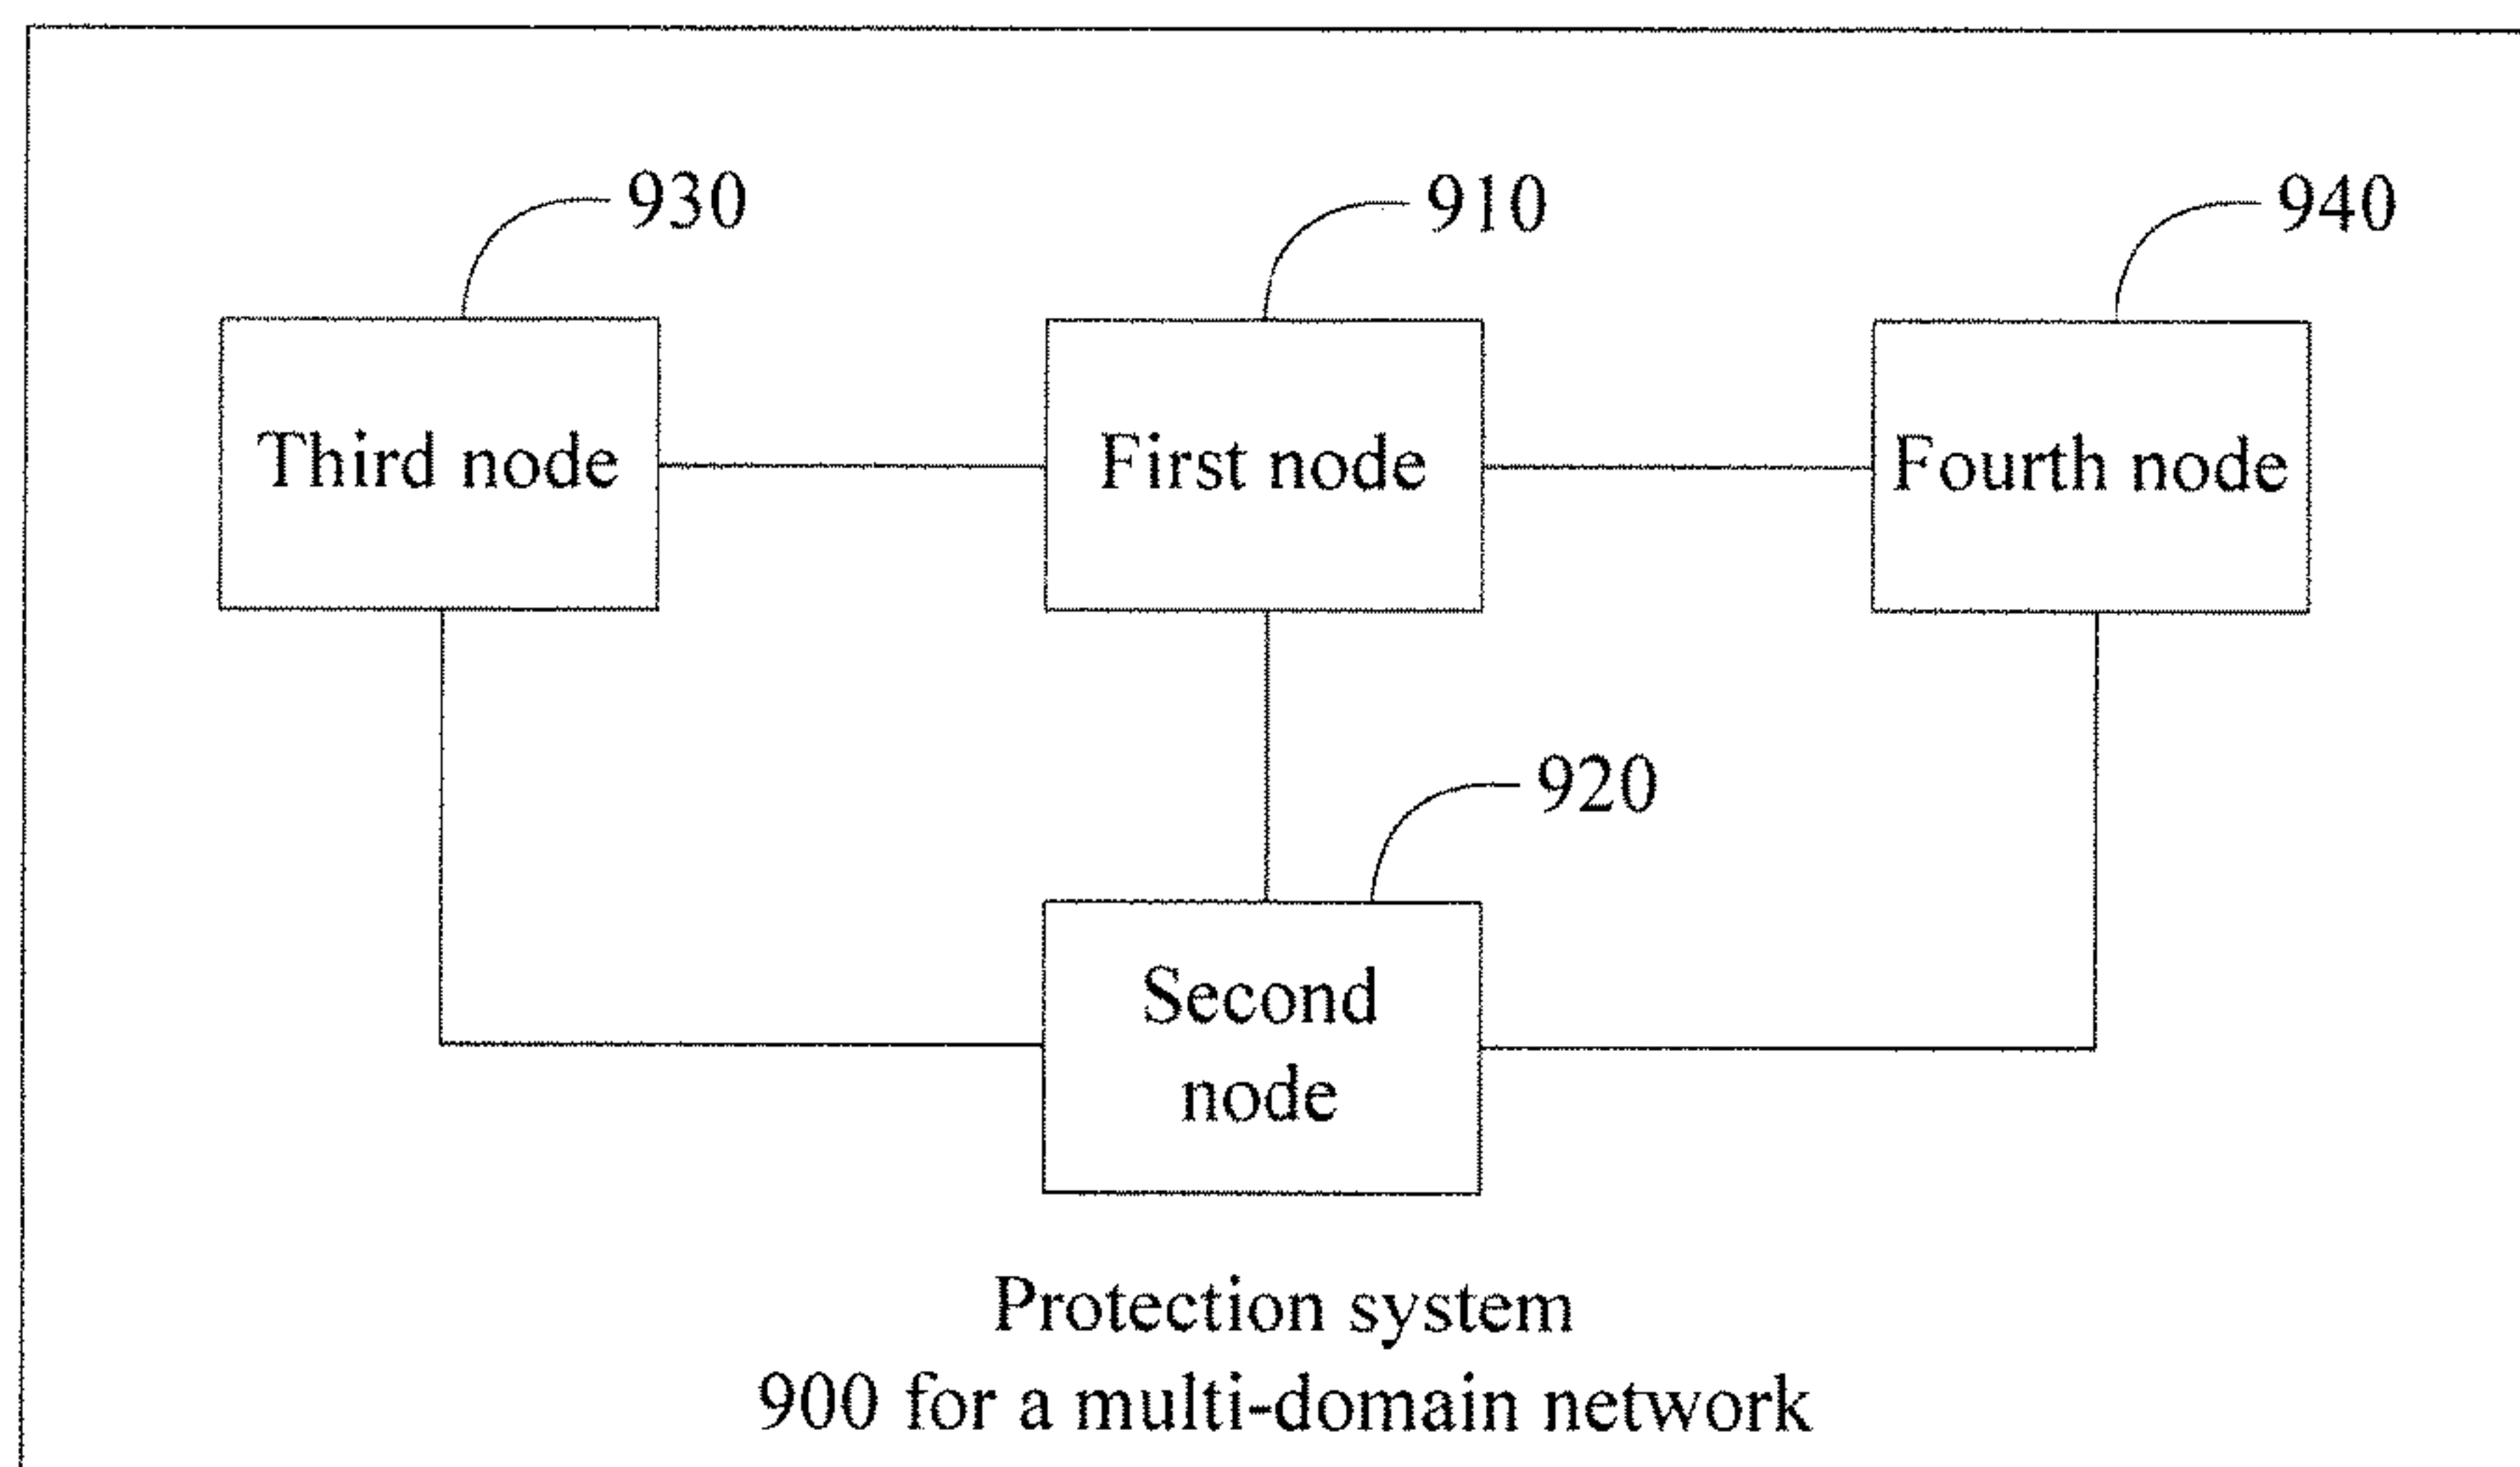 930
910
940
Third node
First node
Fourth node
920
Second
node
Protection system
900 for a multi-domain network